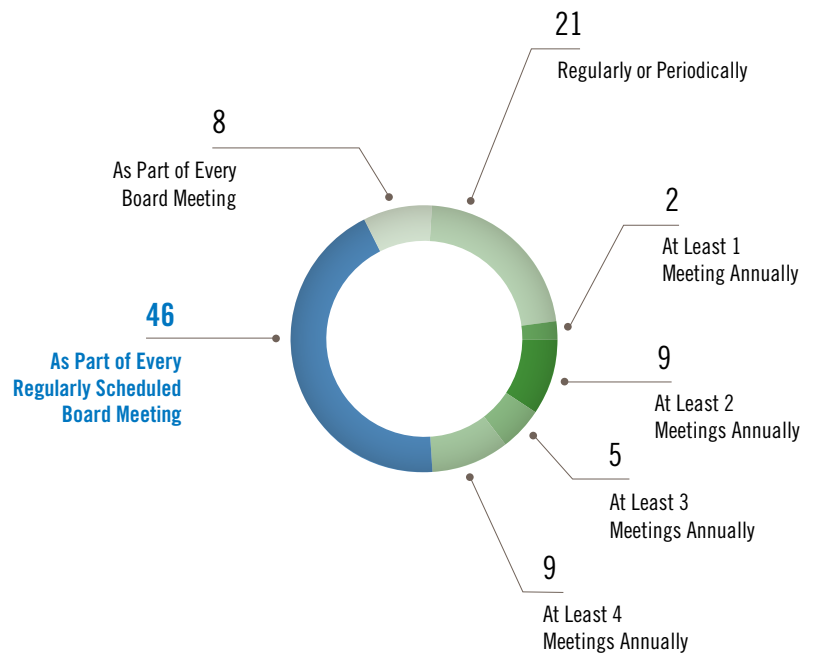 21
Regularly or Periodically
8
As Part of Every
Board Meeting
2
At Least 1
Meeting Annually
46
As Part of Every
Regularly Scheduled
Board Meeting
9
At Least 2
Meetings Annually
5
At Least 3
Meetings Annually
9
At Least 4
Meetings Annually